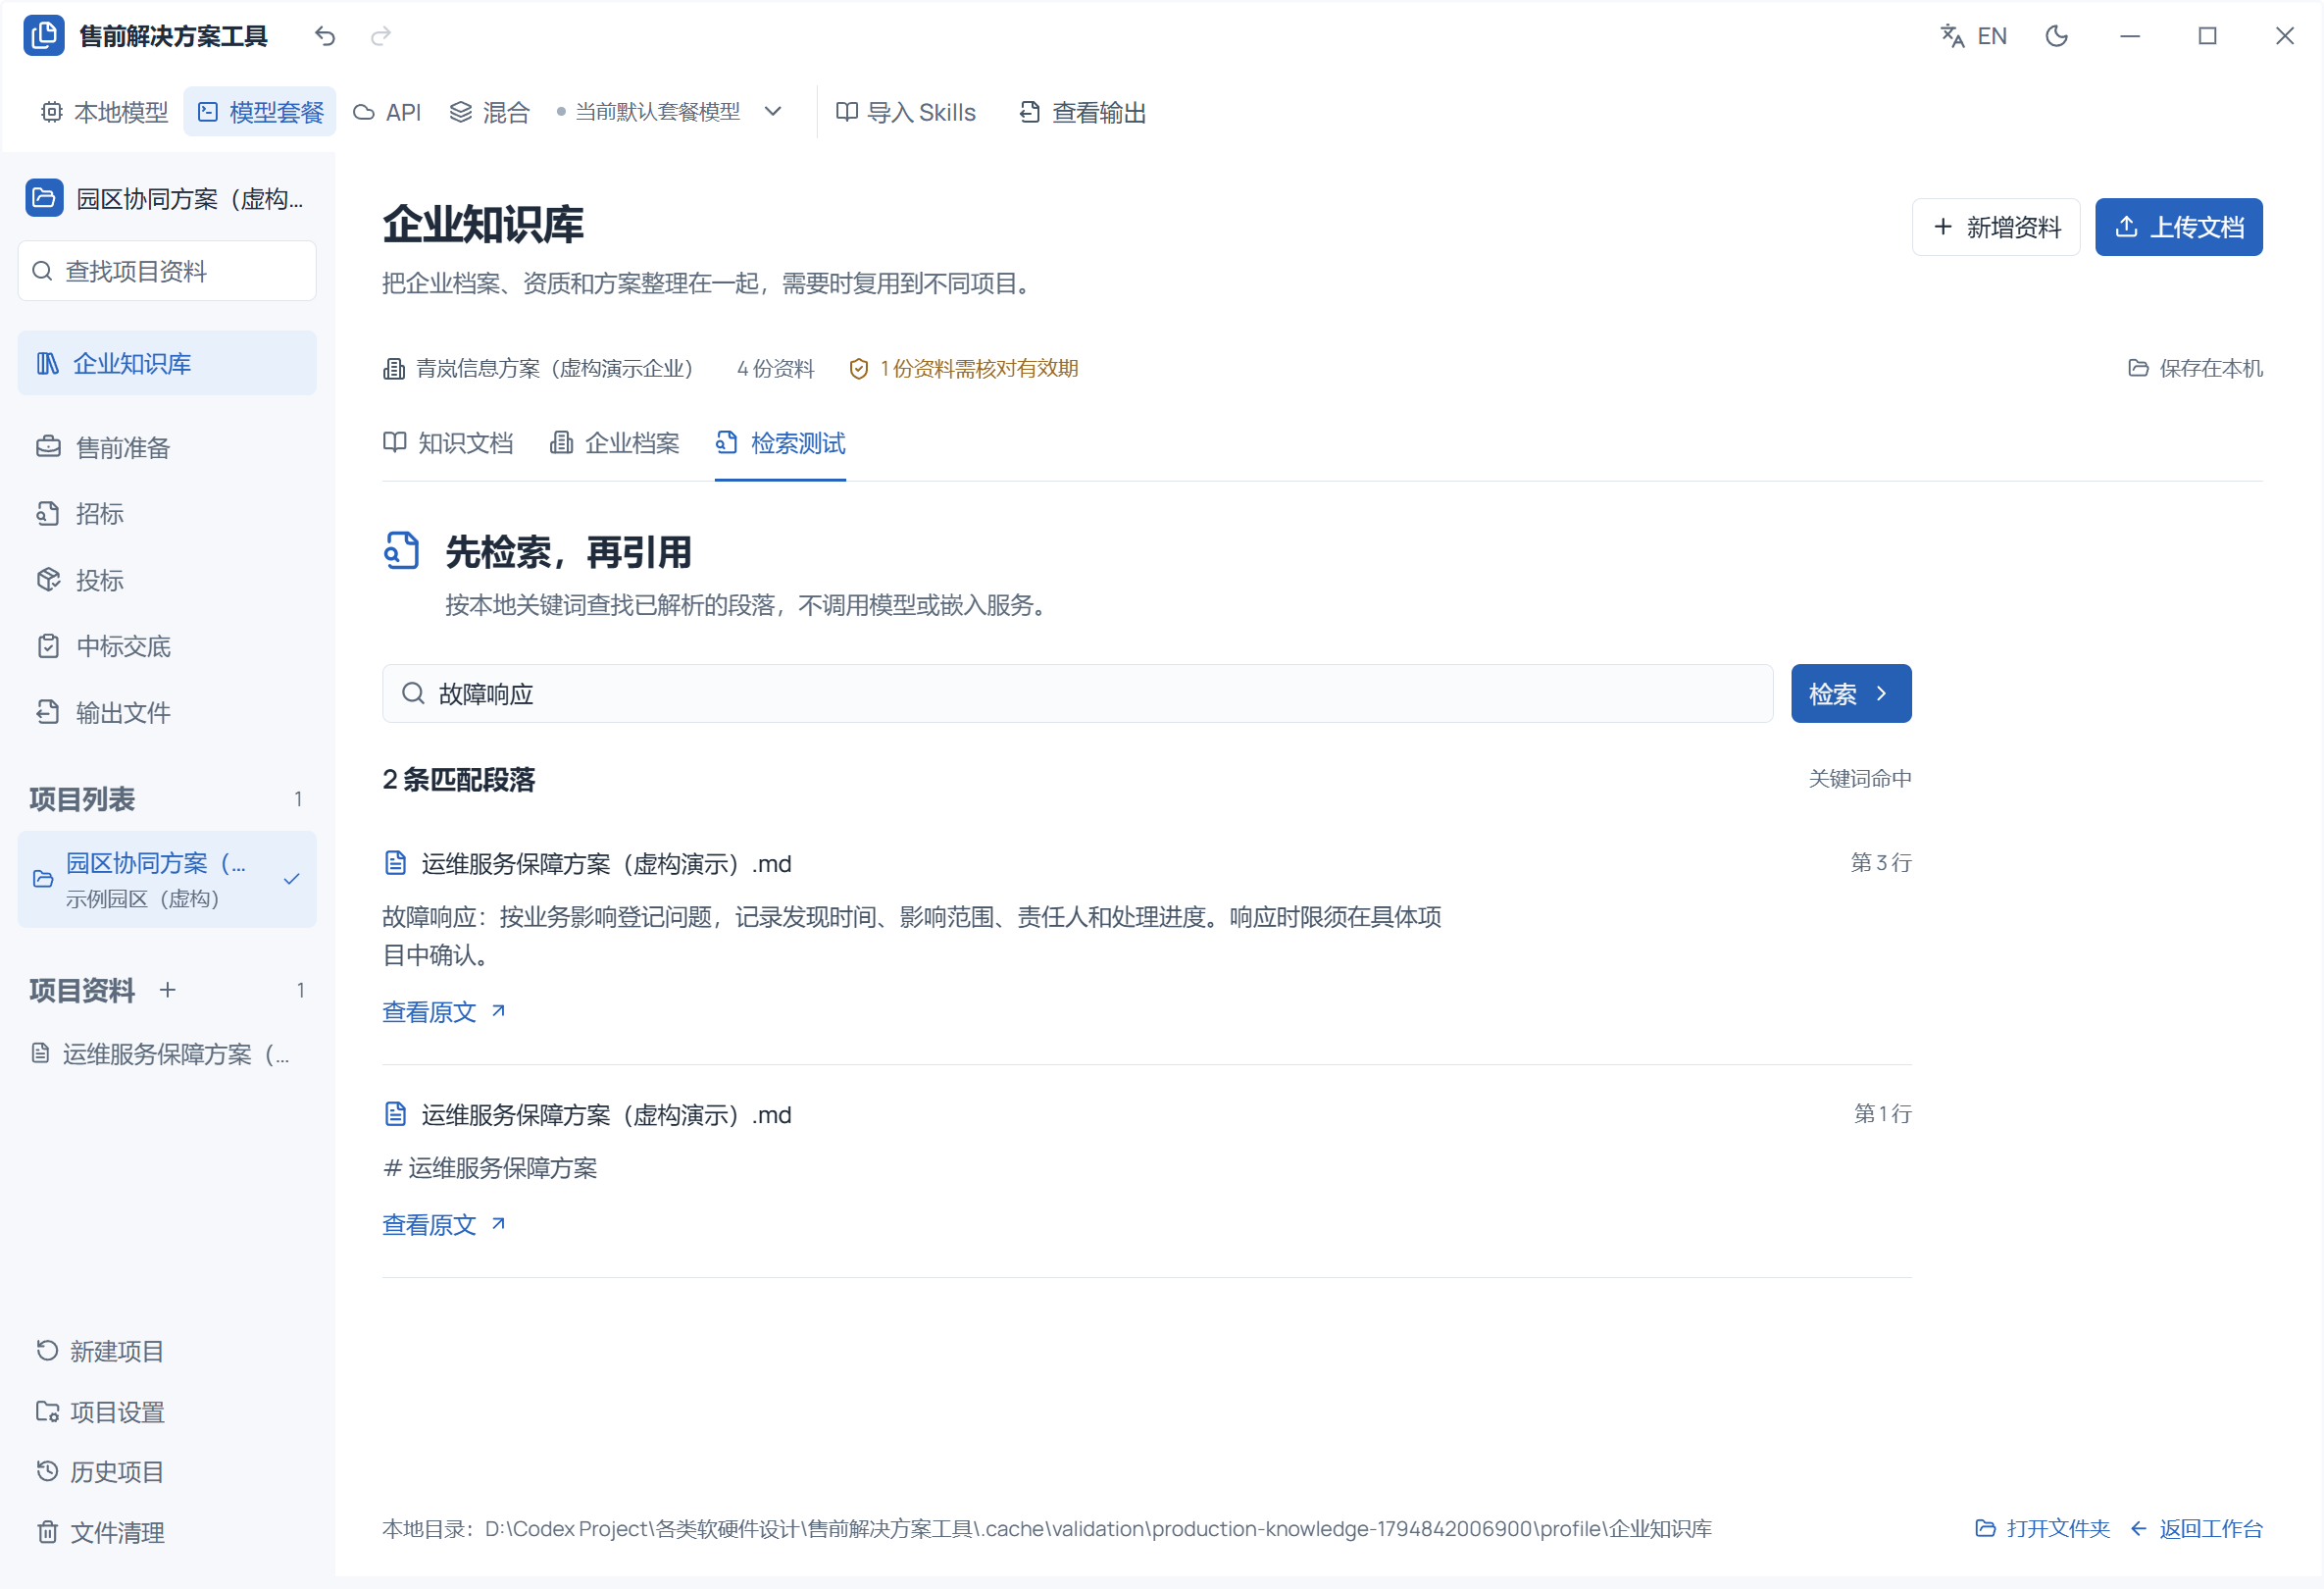 售前解决方案工具
EN
本地模型
模型套餐
API
混合
当前默认套餐模型
导入 Skills
查看输出
园区协同方案（虚构...
查找项目资料
企业知识库
售前准备
招标
投标
中标交底
输出文件
项目列表 1
园区协同方案（...
示例园区（虚构）
项目资料 1
运维服务保障方案（...
新建项目
项目设置
历史项目
文件清理
企业知识库
新增资料
上传文档
把企业档案、资质和方案整理在一起，需要时复用到不同项目。
青岚信息方案（虚构演示企业）
4 份资料
1 份资料需核对有效期
保存在本机
知识文档
企业档案
检索测试
先检索，再引用
按本地关键词查找已解析的段落，不调用模型或嵌入服务。
故障响应
检索
2 条匹配段落
关键词命中
运维服务保障方案（虚构演示）.md
第 3 行
故障响应：按业务影响登记问题，记录发现时间、影响范围、责任人和处理进度。响应时限须在具体项
目中确认。
查看原文
运维服务保障方案（虚构演示）.md
第 1 行
# 运维服务保障方案
查看原文
本地目录：D:\Codex Project\各类软硬件设计\售前解决方案工具\.cache\validation\production-knowledge-1794842006900\profile\企业知识库
打开文件夹
返回工作台